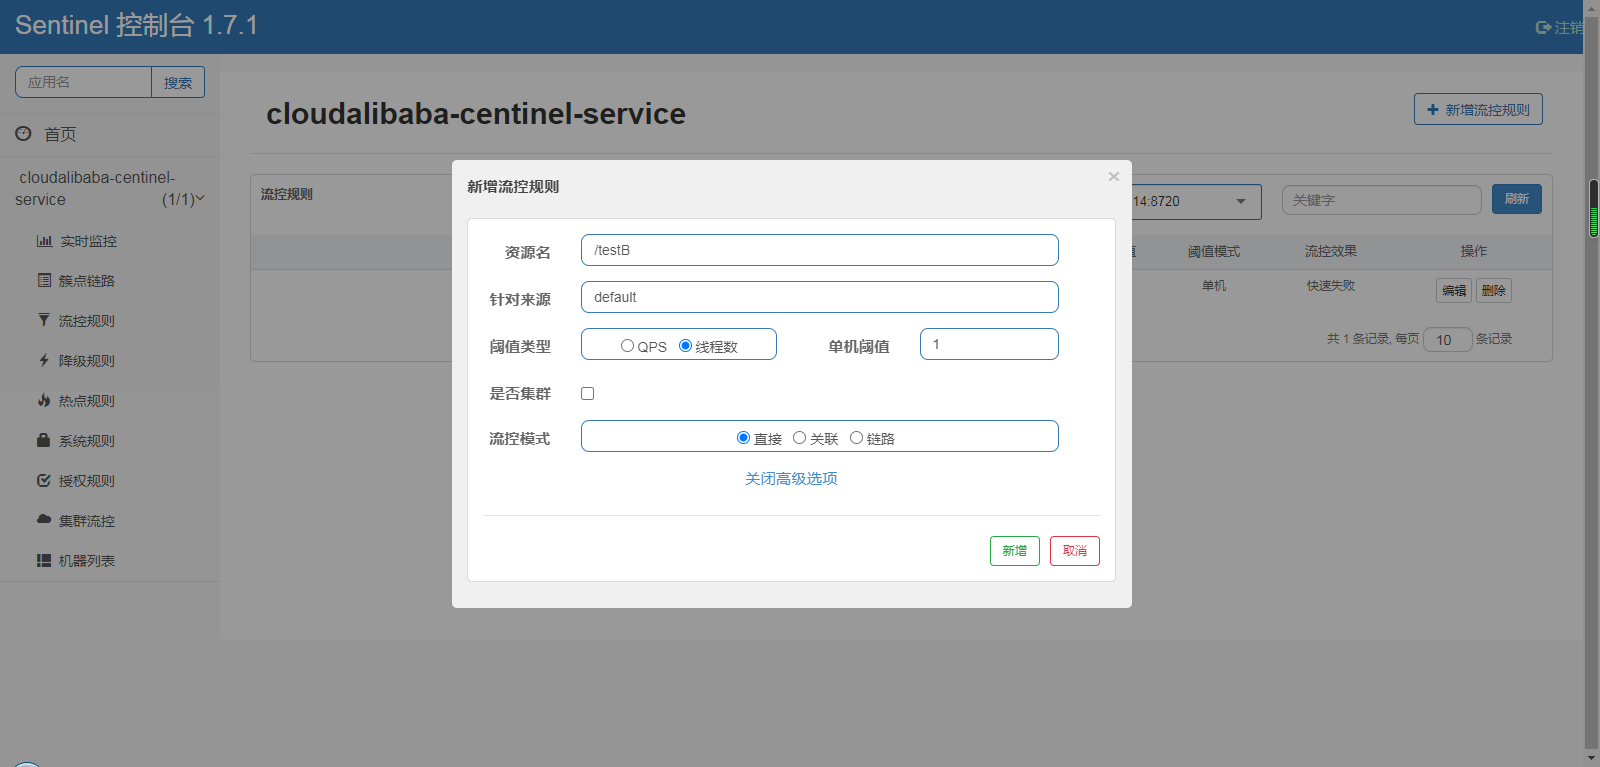 Sentinel 控制台 1.7.1
注销
应用名
搜索
首页
cloudalibaba-centinel-
service
(1/1)
实时监控
簇点链路
流控规则
降级规则
热点规则
系统规则
授权规则
集群流控
机器列表
cloudalibaba-centinel-service
新增流控规则
流控规则
14:8720
关键字
刷新
阈值模式
流控效果
操作
单机
快速失败
编辑
删除
共 1 条记录, 每页 10 条记录
新增流控规则
×
资源名
/testB
针对来源
default
阈值类型
QPS 线程数
单机阈值
1
是否集群
流控模式
直接 关联 链路
关闭高级选项
新增
取消